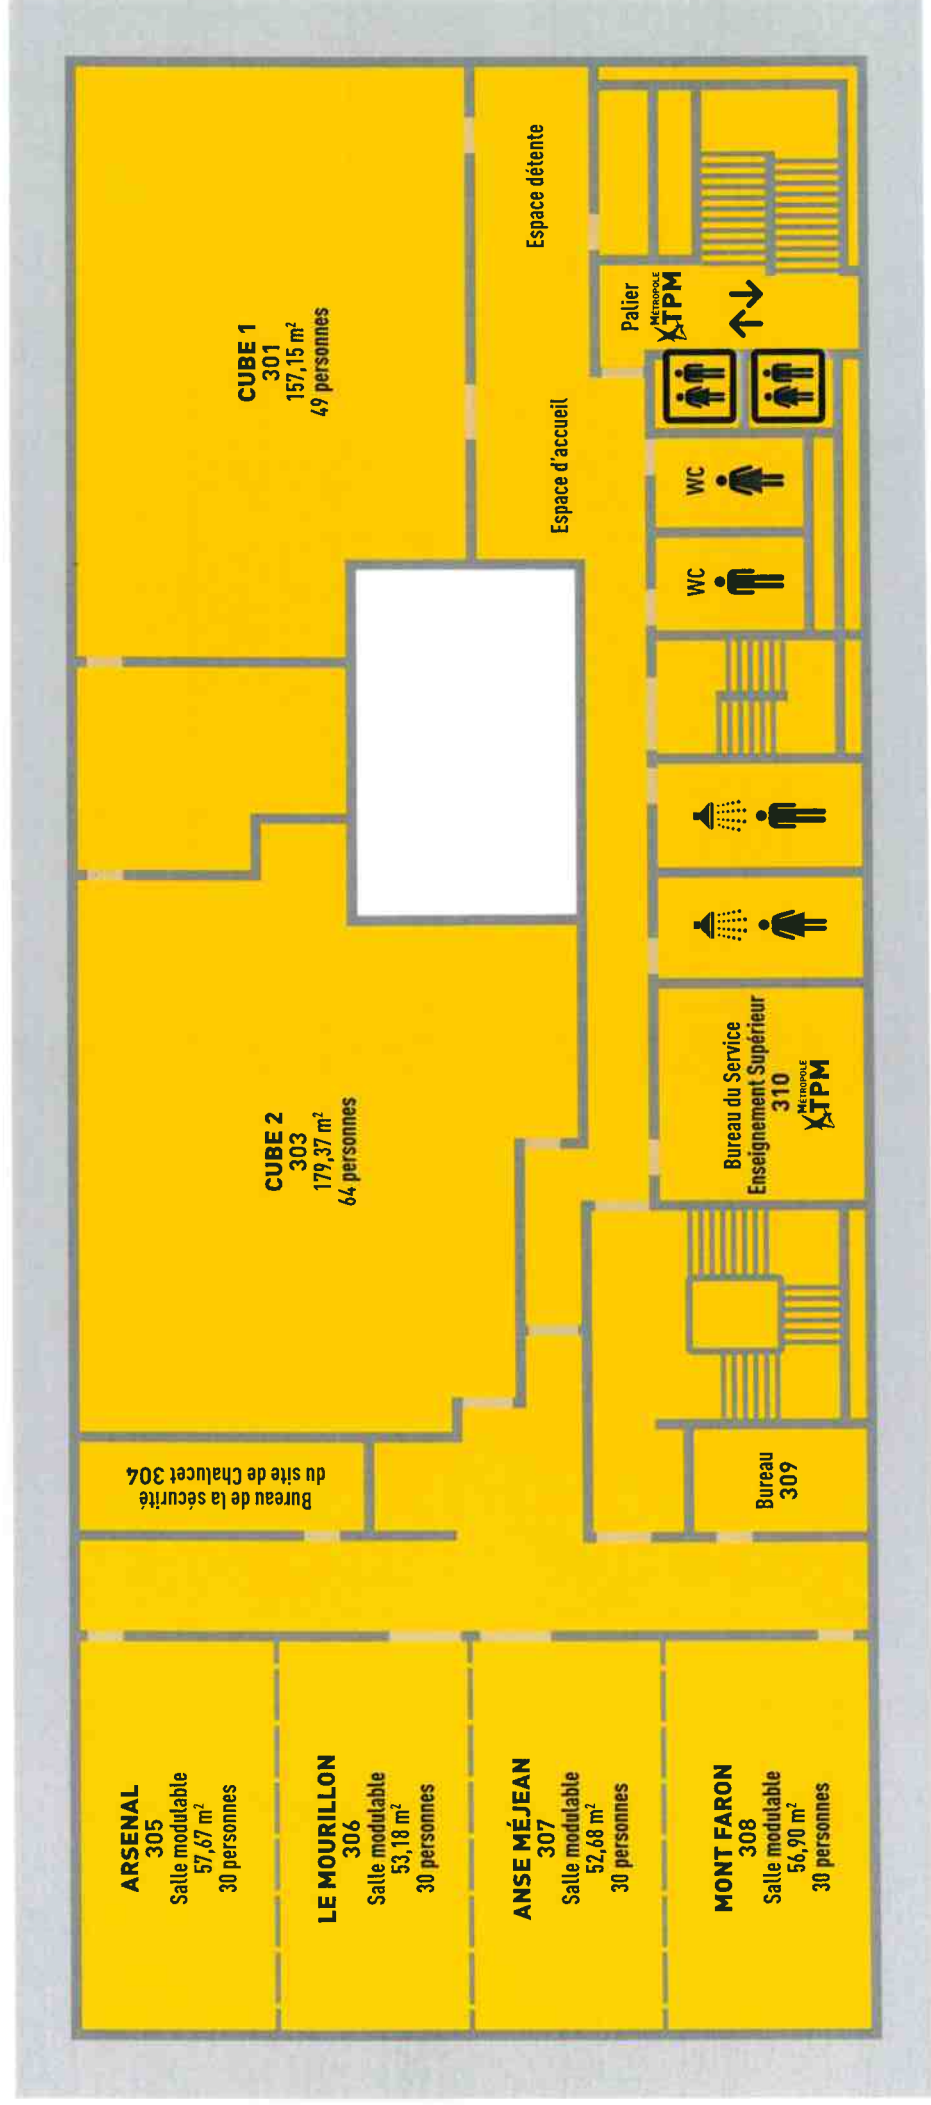 ARSENAL
305
Salle modulable
57,67 m²
30 personnes
LE MOURILLON
306
Salle modulable
53,18 m²
30 personnes
ANSE MÉJEAN
307
Salle modulable
52,68 m²
30 personnes
MONT FARON
308
Salle modulable
56,90 m²
30 personnes
Bureau de la sécurité
du site de Chalucet 304
Bureau
309
CUBE 2
303
179,37 m²
64 personnes
Bureau du Service
Enseignement Supérieur
310
MÉTROPOLE
TPM
CUBE 1
301
157,15 m²
49 personnes
WC
WC
Espace d'accueil
Espace détente
Palier
MÉTROPOLE
TPM